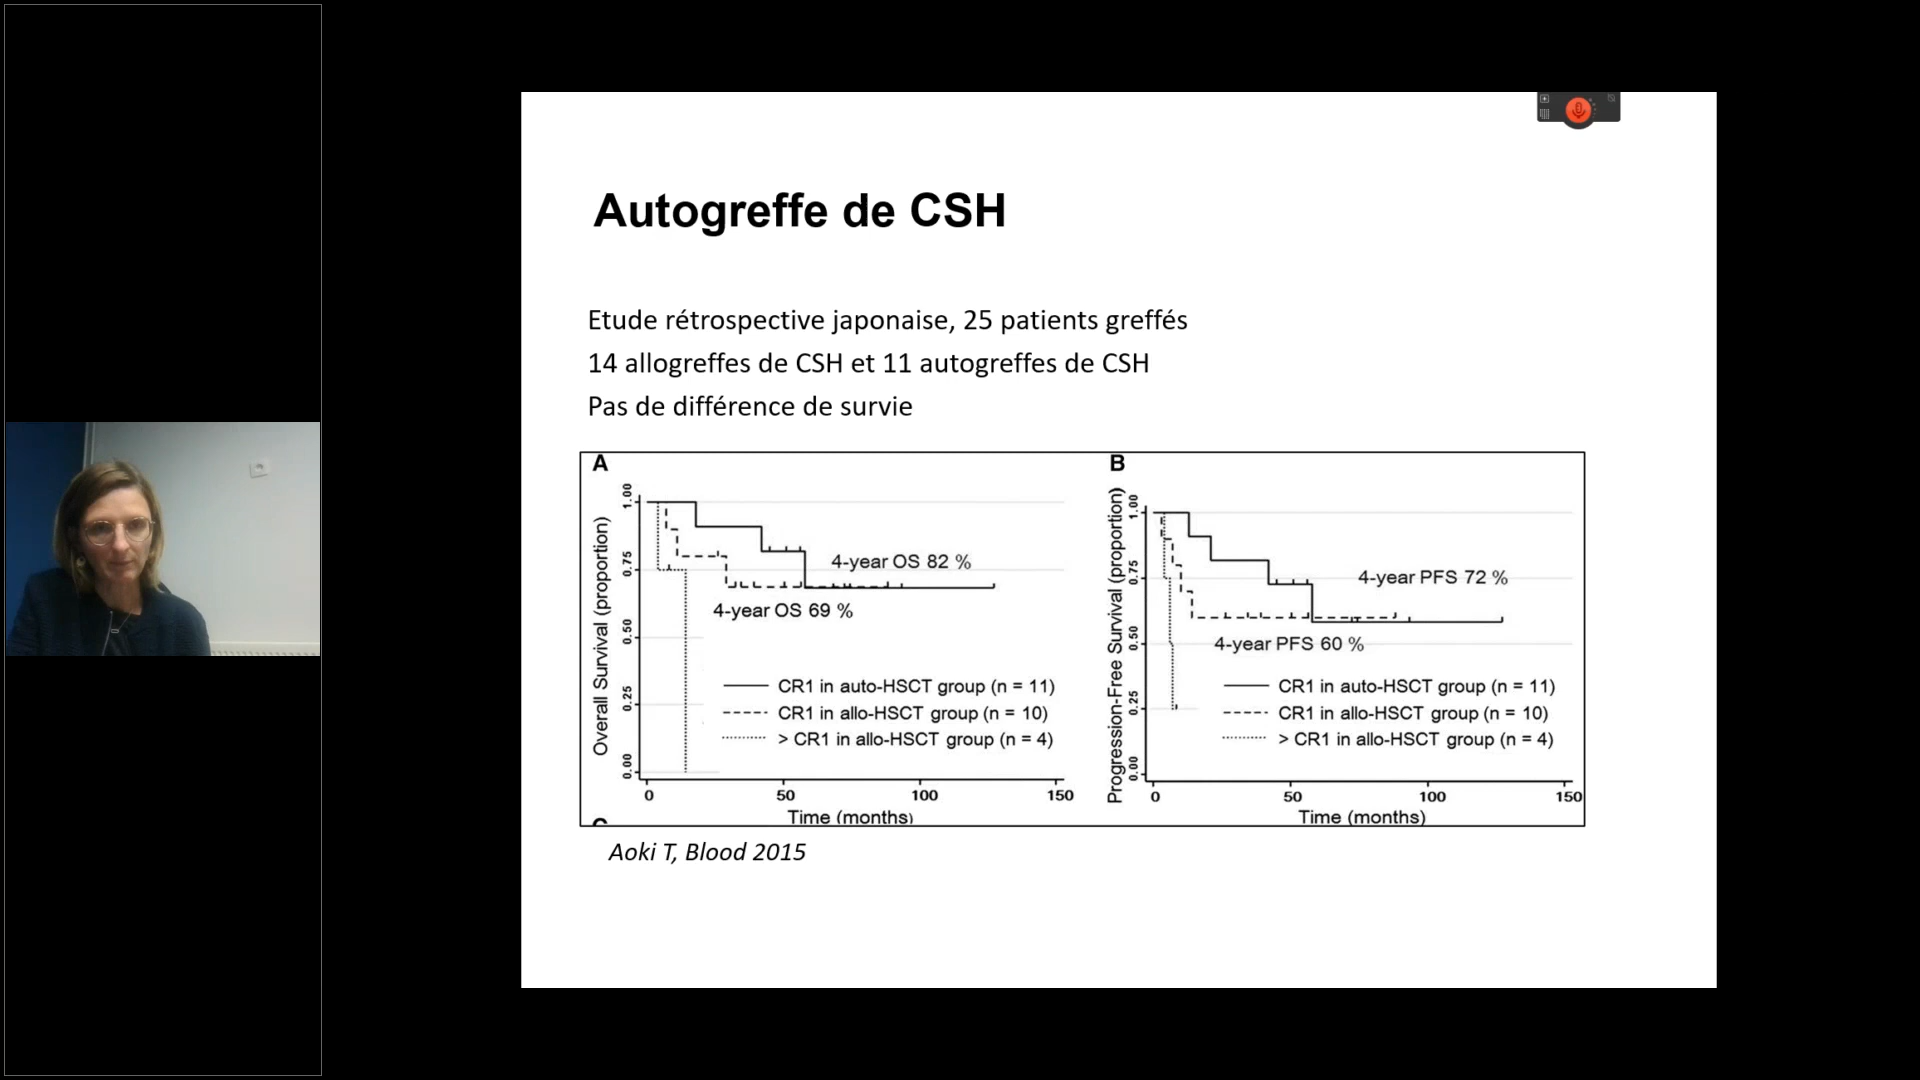 Autogreffe de CSH
Etude rétrospective japonaise, 25 patients greffés
14 allogreffes de CSH et 11 autogreffes de CSH
Pas de différence de survie
A
Overall Survival (proportion)
1.00
0.75
0.50
0.25
0.00
4-year OS 82 %
4-year OS 69 %
CR1 in auto-HSCT group (n = 11)
CR1 in allo-HSCT group (n = 10)
> CR1 in allo-HSCT group (n = 4)
0 50 100 150
Time (months)
B
Progression-Free Survival (proportion)
1.00
0.75
0.50
0.25
0.00
4-year PFS 72 %
4-year PFS 60 %
CR1 in auto-HSCT group (n = 11)
CR1 in allo-HSCT group (n = 10)
> CR1 in allo-HSCT group (n = 4)
0 50 100 150
Time (months)
Aoki T, Blood 2015